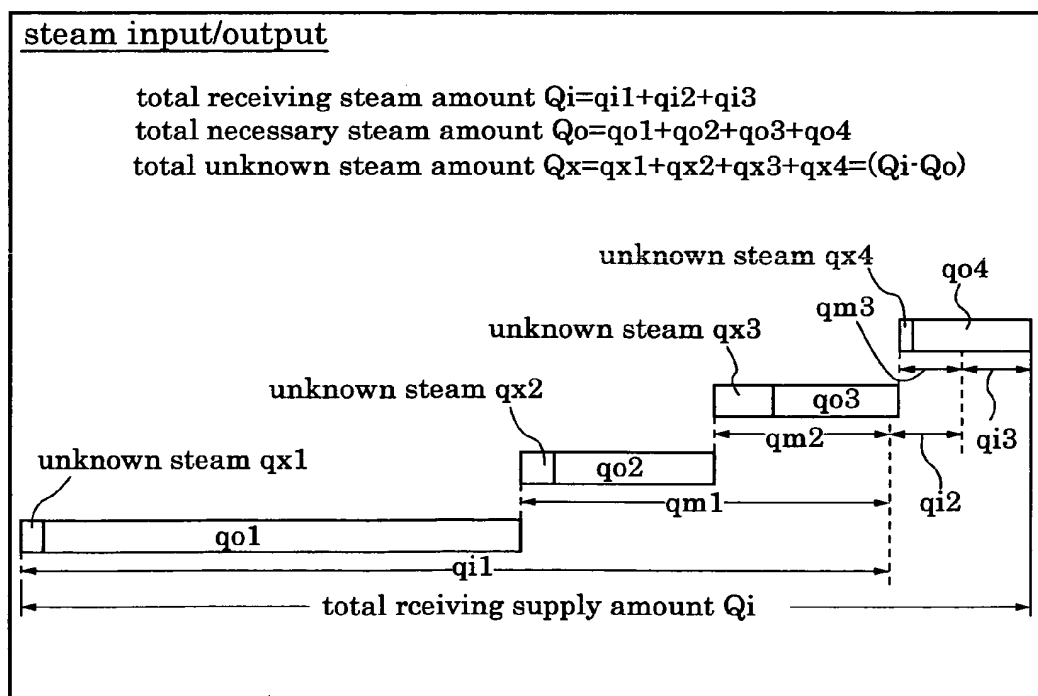 steam input/output
total receiving steam amount Qi=qi1+qi2+qi3
total necessary steam amount Qo=qo1+qo2+qo3+qo4
total unknown steam amount Qx=qx1+qx2+qx3+qx4=(Qi-Qo)
unknown steam qx4
qo4
qm3
unknown steam qx3
unknown steam qx2
qo3
qm2
qi3
unknown steam qx1
qo2
qm1
qi2
qo1
qi1
total rceiving supply amount Qi